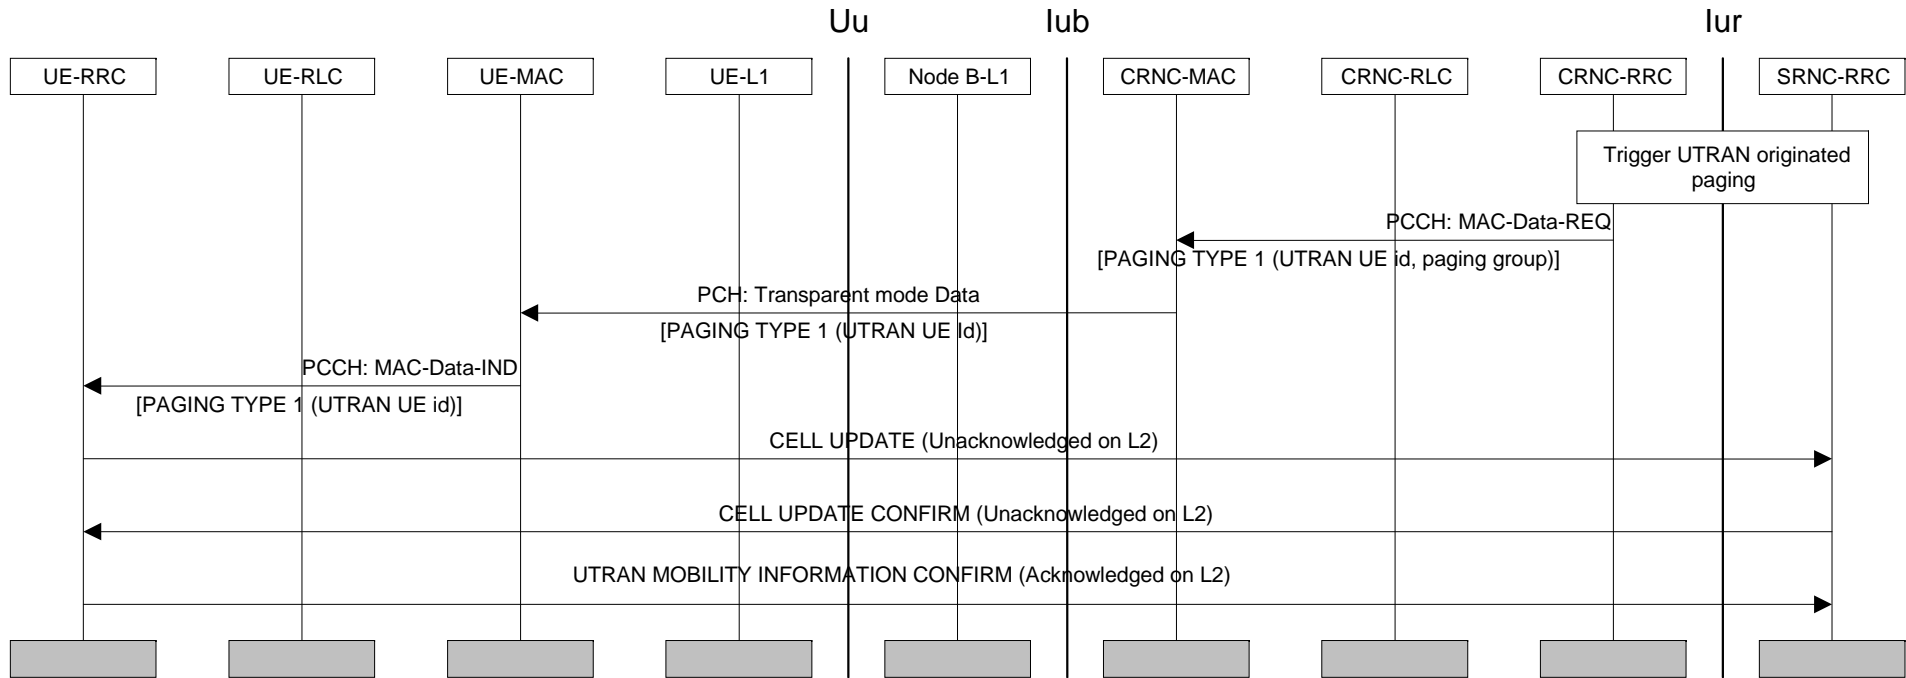 Uu
Iub
Iur
UE-RRC
UE-RLC
UE-MAC
UE-L1
Node B-L1
CRNC-MAC
CRNC-RLC
CRNC-RRC
SRNC-RRC
Trigger UTRAN originated
paging
PCCH: MAC-Data-REQ
[PAGING TYPE 1 (UTRAN UE id, paging group)]
PCH: Transparent mode Data
[PAGING TYPE 1 (UTRAN UE Id)]
PCCH: MAC-Data-IND
[PAGING TYPE 1 (UTRAN UE id)]
CELL UPDATE (Unacknowledged on L2)
CELL UPDATE CONFIRM (Unacknowledged on L2)
UTRAN MOBILITY INFORMATION CONFIRM (Acknowledged on L2)